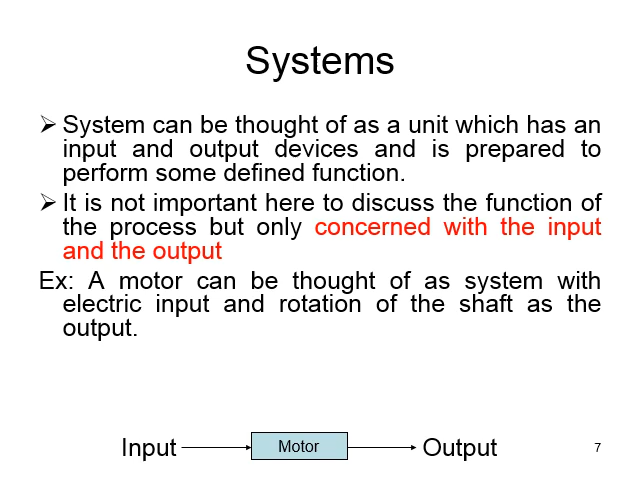 Systems
➢ System can be thought of as a unit which has an
input and output devices and is prepared to
perform some defined function.
➢ It is not important here to discuss the function of
the process but only concerned with the input
and the output
Ex: A motor can be thought of as system with
electric input and rotation of the shaft as the
output.
Input Motor Output 7